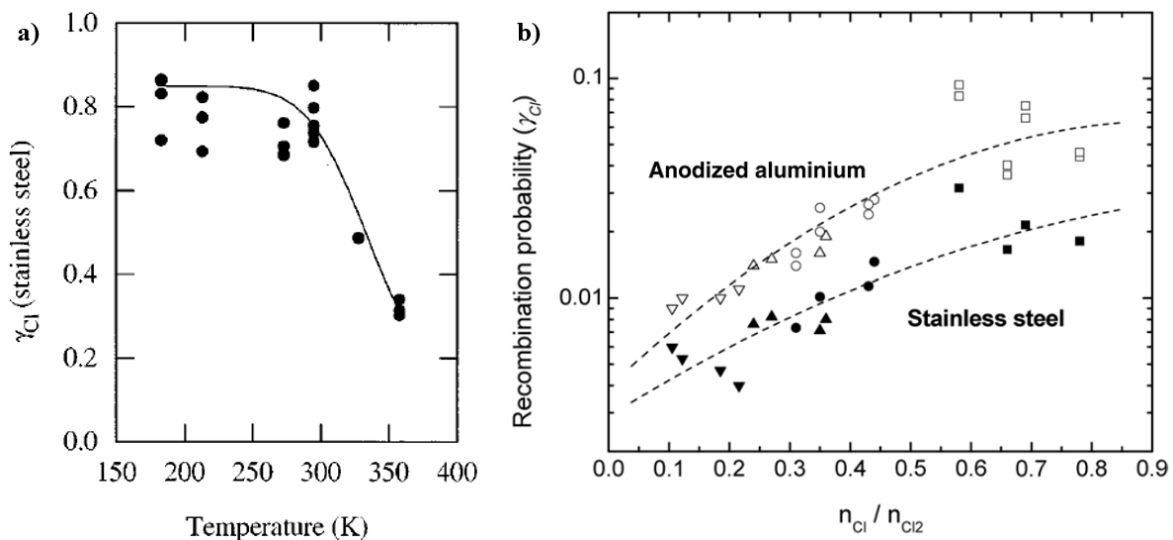 a)
1.0
0.8
0.6
0.4
0.2
0.0
γCl (stainless steel)
150 200 250 300 350 400
Temperature (K)
b)
0.1
0.01
Recombination probability (γCl)
Anodized aluminium
Stainless steel
0.0 0.1 0.2 0.3 0.4 0.5 0.6 0.7 0.8 0.9
nCl / nCl2